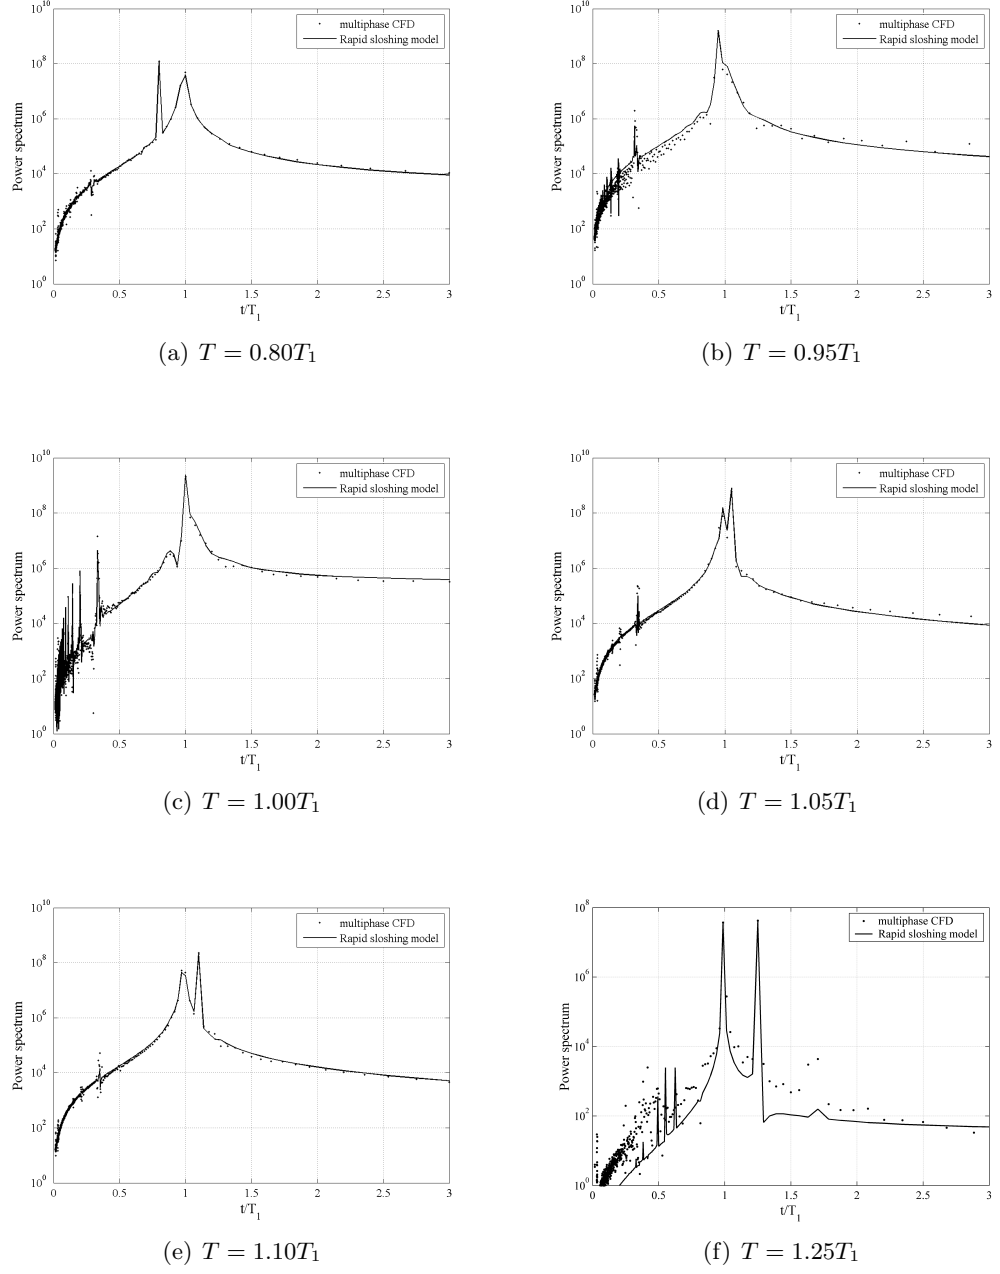 10^10
10^8
10^6
10^4
10^2
10^0
Power spectrum
multiphase CFD
Rapid sloshing model
0 0.5 1 1.5 2 2.5 3
t/T_1
(a) T = 0.80T_1
10^10
10^8
10^6
10^4
10^2
10^0
Power spectrum
multiphase CFD
Rapid sloshing model
0 0.5 1 1.5 2 2.5 3
t/T_1
(b) T = 0.95T_1
10^10
10^8
10^6
10^4
10^2
10^0
Power spectrum
multiphase CFD
Rapid sloshing model
0 0.5 1 1.5 2 2.5 3
t/T_1
(c) T = 1.00T_1
10^10
10^8
10^6
10^4
10^2
10^0
Power spectrum
multiphase CFD
Rapid sloshing model
0 0.5 1 1.5 2 2.5 3
t/T_1
(d) T = 1.05T_1
10^10
10^8
10^6
10^4
10^2
10^0
Power spectrum
multiphase CFD
Rapid sloshing model
0 0.5 1 1.5 2 2.5 3
t/T_1
(e) T = 1.10T_1
10^8
10^6
10^4
10^2
10^0
Power spectrum
multiphase CFD
Rapid sloshing model
0 0.5 1 1.5 2 2.5 3
t/T_1
(f) T = 1.25T_1